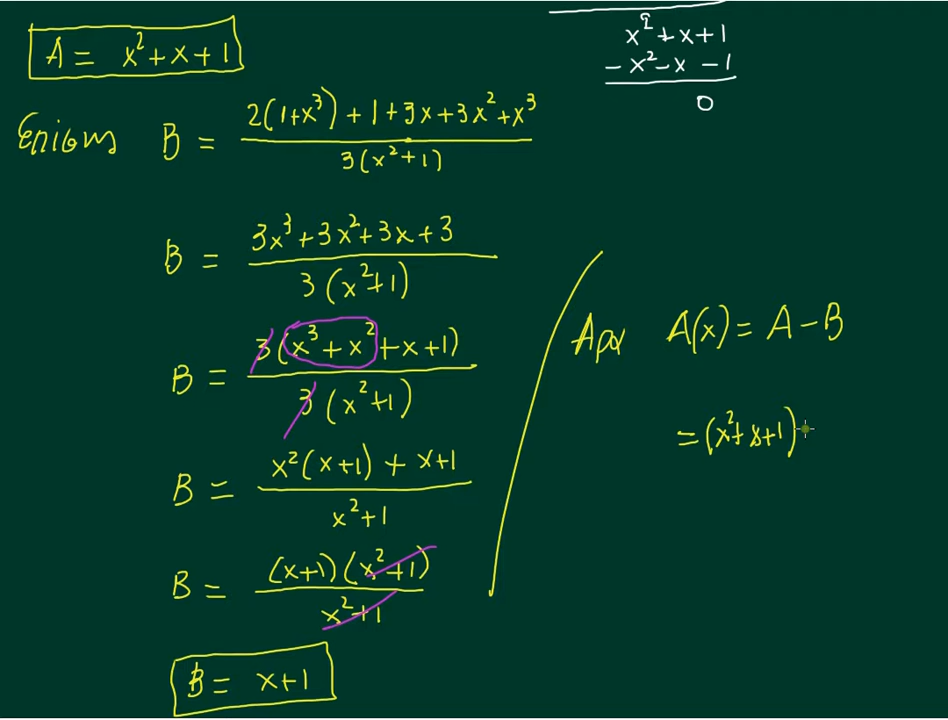 A = x² + x + 1
x² + x + 1
- x² - x - 1
0
Επίσης B = 2(1+x³) + 1 + 3x + 3x² + x³ / 3(x² + 1)
B = 3x³ + 3x² + 3x + 3 / 3(x² + 1)
B = 3(x³ + x² + x + 1) / 3(x² + 1)
B = x²(x+1) + x+1 / x² + 1
B = (x+1)(x² + 1) / x² + 1
B = x+1
Άρα A(x) = A - B
= (x² + x + 1)